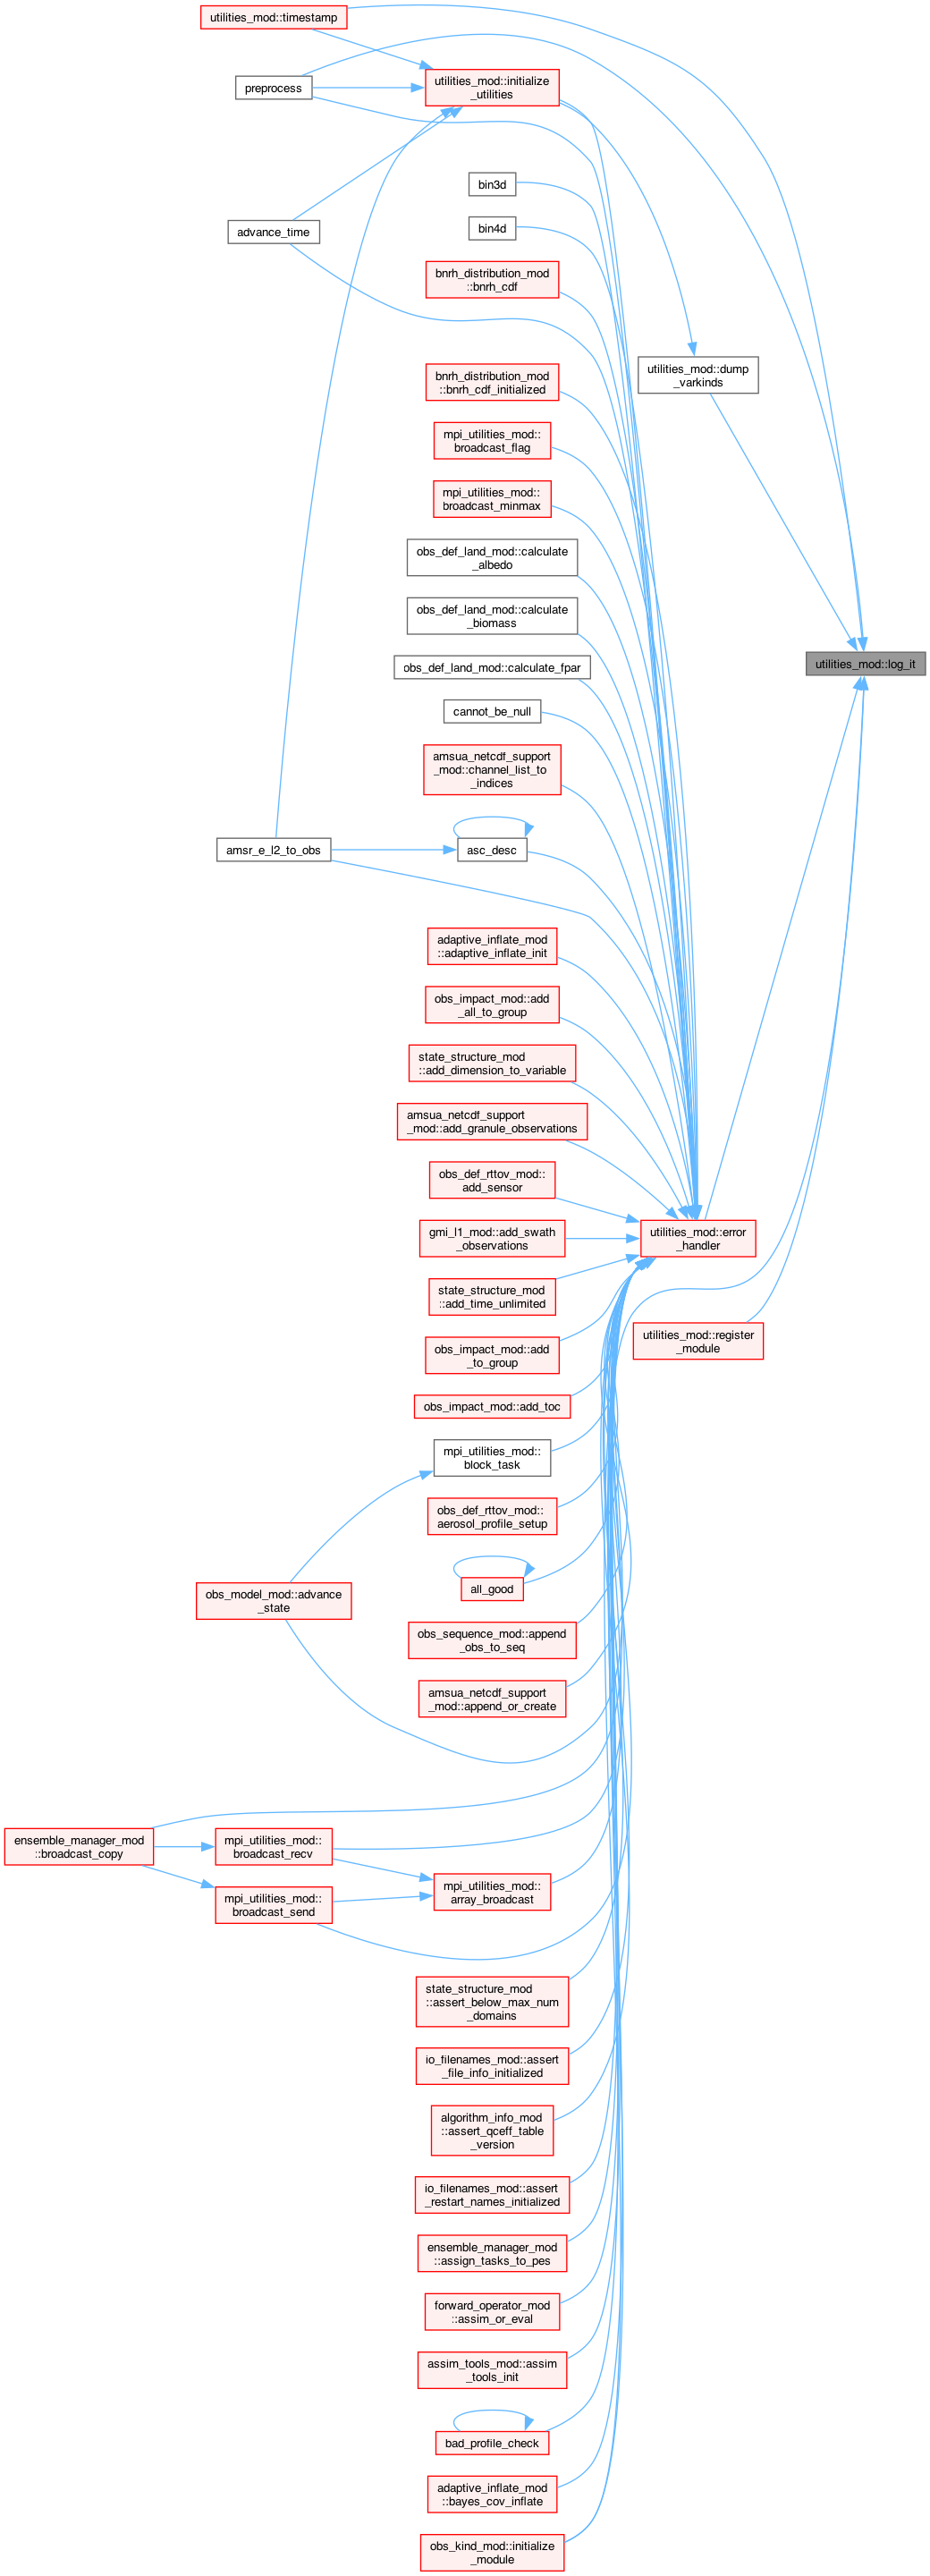 utilities_mod::timestamp
preprocess
utilities_mod::initialize
_utilities
bin3d
advance_time
bin4d
bnrh_distribution_mod
::bnrh_cdf
utilities_mod::dump
_varkinds
bnrh_distribution_mod
::bnrh_cdf_initialized
mpi_utilities_mod::
broadcast_flag
mpi_utilities_mod::
broadcast_minmax
obs_def_land_mod::calculate
_albedo
obs_def_land_mod::calculate
_biomass
obs_def_land_mod::calculate_fpar
utilities_mod::log_it
cannot_be_null
amsua_netcdf_support
_mod::channel_list_to
_indices
amsr_e_l2_to_obs
asc_desc
adaptive_inflate_mod
::adaptive_inflate_init
obs_impact_mod::add
_all_to_group
state_structure_mod
::add_dimension_to_variable
amsua_netcdf_support
_mod::add_granule_observations
obs_def_rttov_mod::
add_sensor
gmi_l1_mod::add_swath
_observations
utilities_mod::error
_handler
state_structure_mod
::add_time_unlimited
obs_impact_mod::add
_to_group
utilities_mod::register
_module
obs_impact_mod::add_toc
mpi_utilities_mod::
block_task
obs_def_rttov_mod::
aerosol_profile_setup
all_good
obs_model_mod::advance
_state
obs_sequence_mod::append
_obs_to_seq
amsua_netcdf_support
_mod::append_or_create
ensemble_manager_mod
::broadcast_copy
mpi_utilities_mod::
broadcast_recv
mpi_utilities_mod::
broadcast_send
mpi_utilities_mod::
array_broadcast
state_structure_mod
::assert_below_max_num
_domains
io_filenames_mod::assert
_file_info_initialized
algorithm_info_mod
::assert_qceff_table
_version
io_filenames_mod::assert
_restart_names_initialized
ensemble_manager_mod
::assign_tasks_to_pes
forward_operator_mod
::assim_or_eval
assim_tools_mod::assim
_tools_init
bad_profile_check
adaptive_inflate_mod
::bayes_cov_inflate
obs_kind_mod::initialize
_module